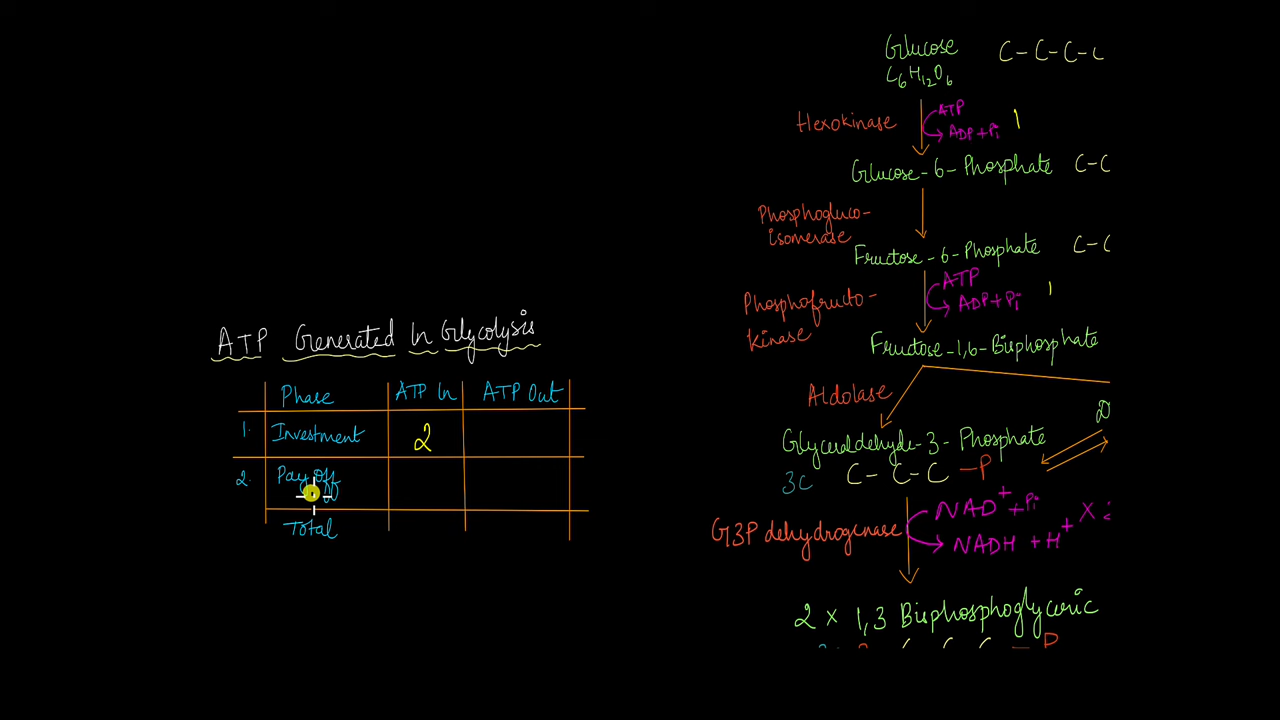 Glucose C-C-C-C
C6H12O6
Hexokinase ATP
ADP+Pi 1
Glucose-6-Phosphate C-C
Phosphogluco-
isomerase
Fructose-6-Phosphate C-C
ATP
Phosphofructo- ADP+Pi 1
kinase
Fructose-1,6-Bisphosphate
Aldolase
Glyceraldehyde-3-Phosphate D
3C C-C-C-P
NAD+ +Pi
G3P dehydrogenase
NADH + H+ X
2 x 1,3 Bisphosphoglyceric
ATP Generated In Glycolysis
Phase ATP In ATP Out
1. Investment 2
2. Pay off
Total